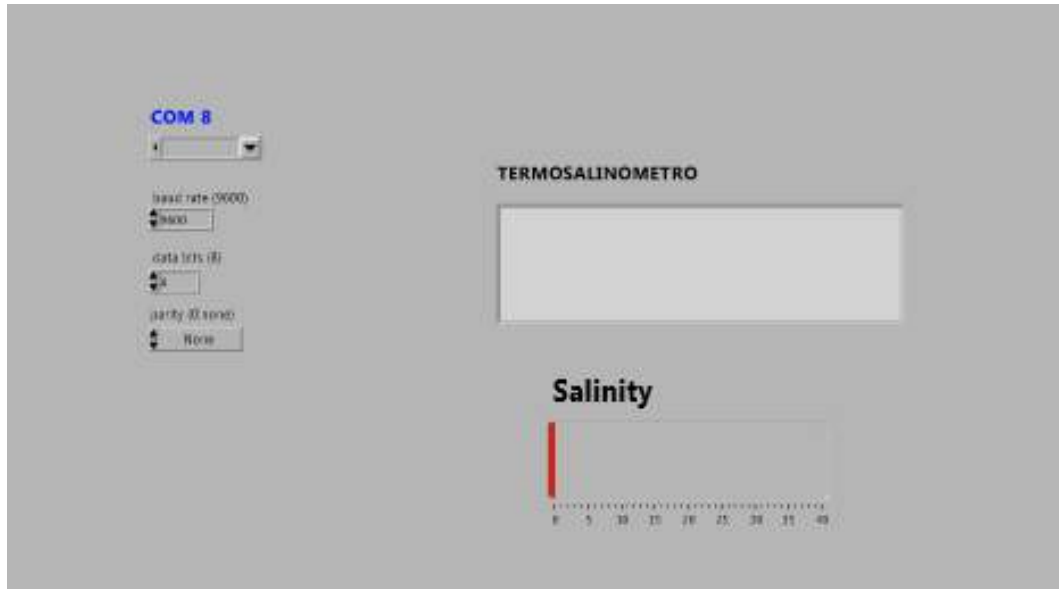 COM 8
TERMOSALINOMETRO
baud rate (9600)
9600
data bits (8)
parity (0:none)
None
Salinity
0 5 10 15 20 25 30 35 40